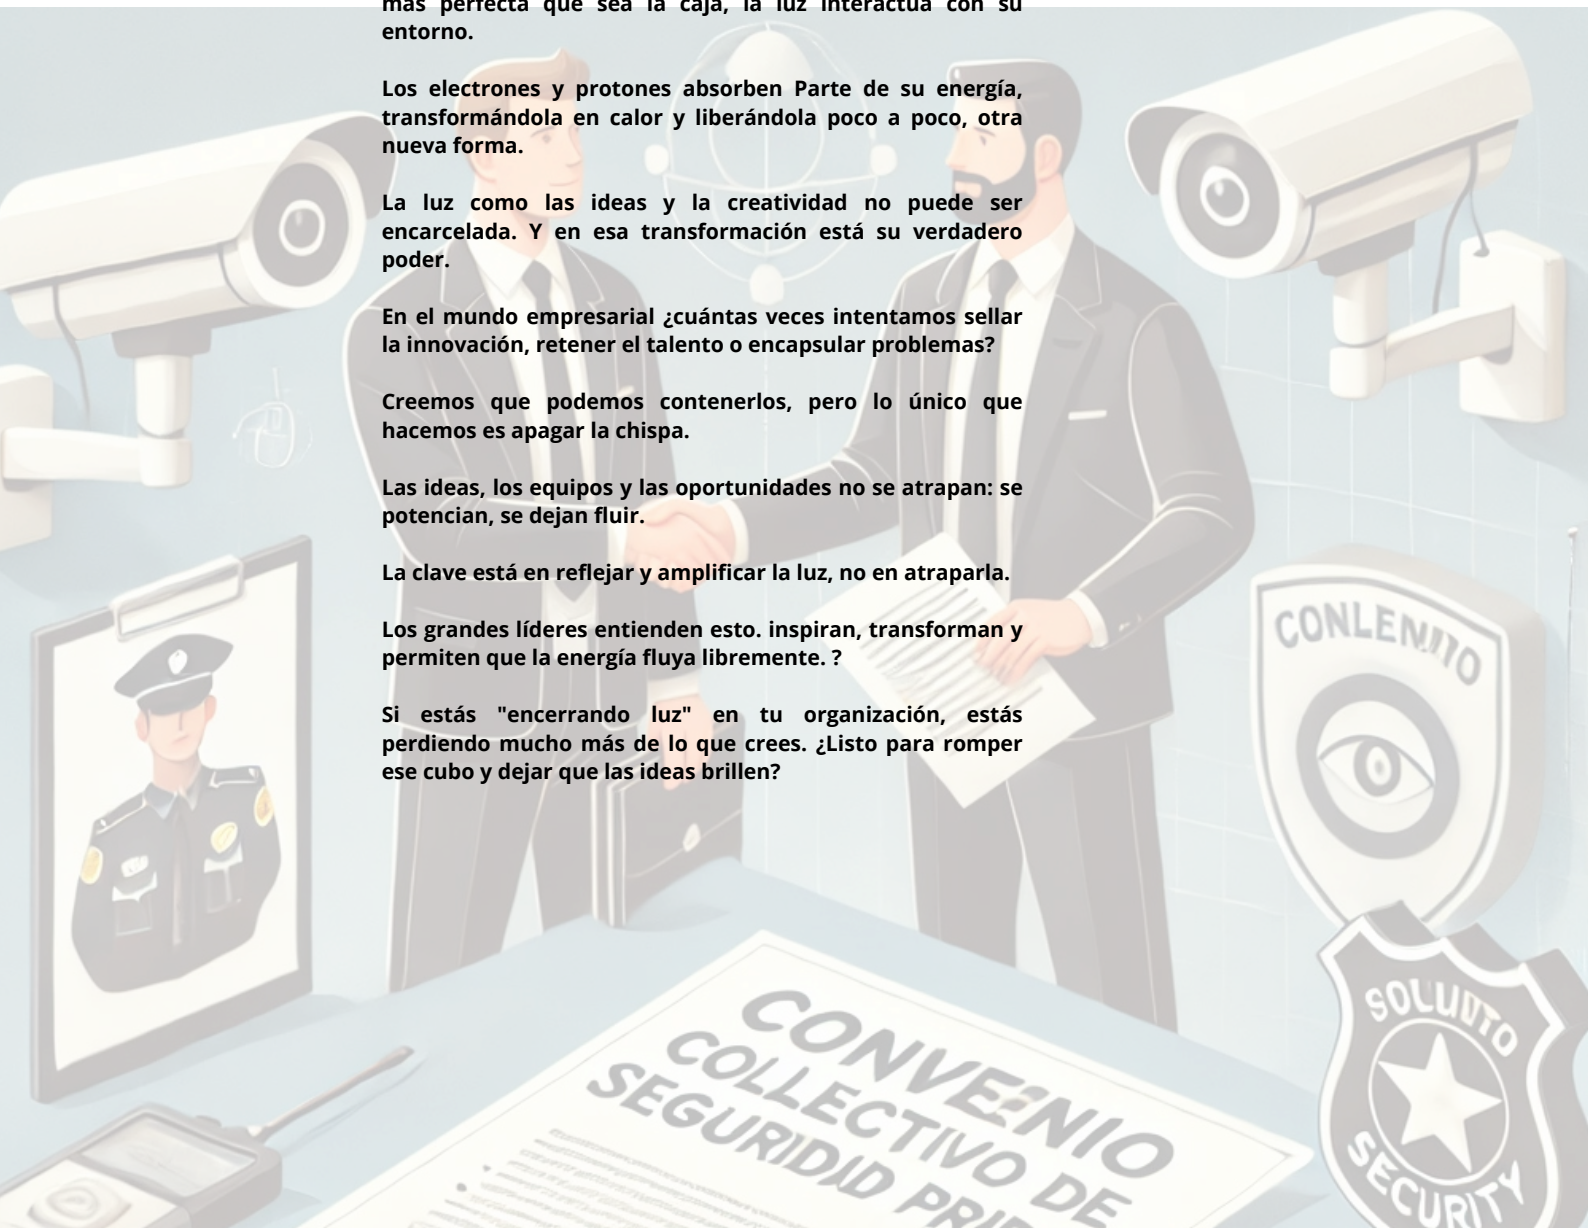 más perfecta que sea la caja, la luz interactúa con su
entorno.
Los electrones y protones absorben Parte de su energía,
transformándola en calor y liberándola poco a poco, otra
nueva forma.
La luz como las ideas y la creatividad no puede ser
encarcelada. Y en esa transformación está su verdadero
poder.
En el mundo empresarial ¿cuántas veces intentamos sellar
la innovación, retener el talento o encapsular problemas?
Creemos que podemos contenerlos, pero lo único que
hacemos es apagar la chispa.
Las ideas, los equipos y las oportunidades no se atrapan: se
potencian, se dejan fluir.
La clave está en reflejar y amplificar la luz, no en atraparla.
Los grandes líderes entienden esto. inspiran, transforman y
permiten que la energía fluya libremente. ?
Si estás "encerrando luz" en tu organización, estás
perdiendo mucho más de lo que crees. ¿Listo para romper
ese cubo y dejar que las ideas brillen?
CONVENIO
COLLECTIVO DE
SEGURIDID
SECURITY